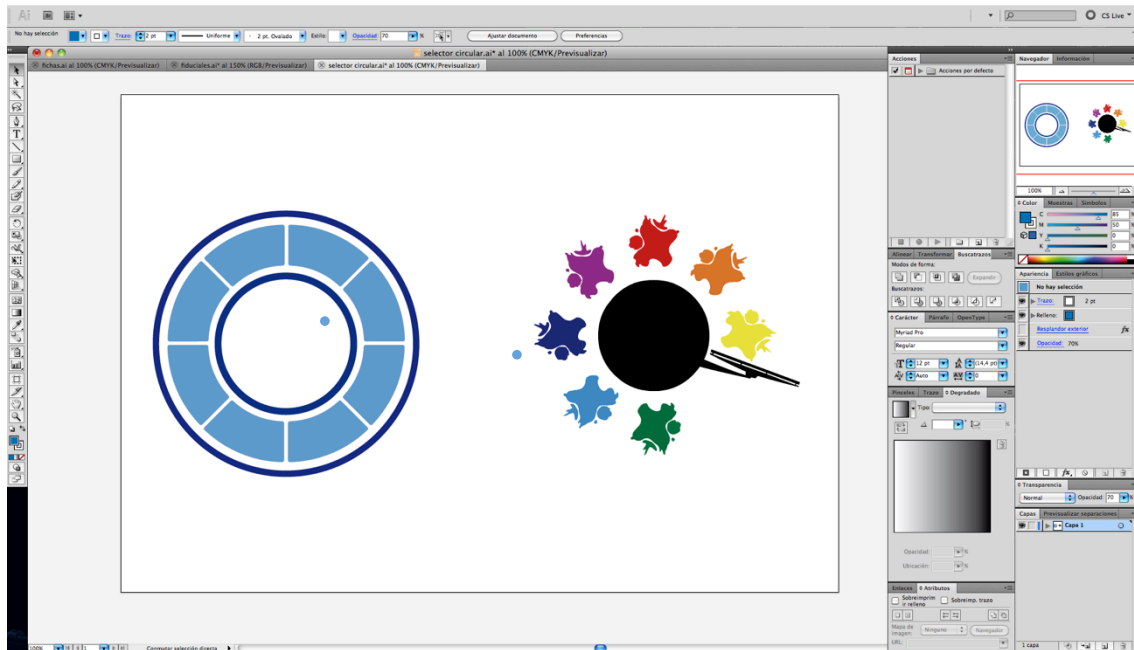 Ai Br
CS Live
No hay selección Trazo: 2 pt Uniforme 2 pt. Ovalado Estilo Opacidad: 70 % Ajustar documento Preferencias
selector circular.ai* al 100% (CMYK/Previsualizar)
fichas.ai al 100% (CMYK/Previsualizar) fiduciales.ai* al 150% (RGB/Previsualizar) selector circular.ai* al 100% (CMYK/Previsualizar)
Acciones
Acciones por defecto
Navegador Información
100%
Color Muestras Símbolos
C 85 %
M 50 %
Y 0 %
K 0 %
Alinear Transformar Buscatrazos
Modos de forma:
Expandir
Buscatrazos:
Apariencia Estilos gráficos
No hay selección
Trazo: 2 pt
Relleno:
Resplandor exterior fx
Opacidad: 70%
Carácter Párrafo OpenType
Myriad Pro
Regular
12 pt (14,4 pt)
Auto 0
Pinceles Trazo Degradado
Tipo:
%
Opacidad: %
Ubicación: %
fx
Transparencia
Normal Opacidad: 70 %
Capas Previsualizar separaciones
Capa 1
Enlaces Atributos
Sobreimprimir relleno Sobreimp. trazo
Mapa de imagen: Ninguno Navegador
URL:
1 capa
100% 1 Conmutar selección directa